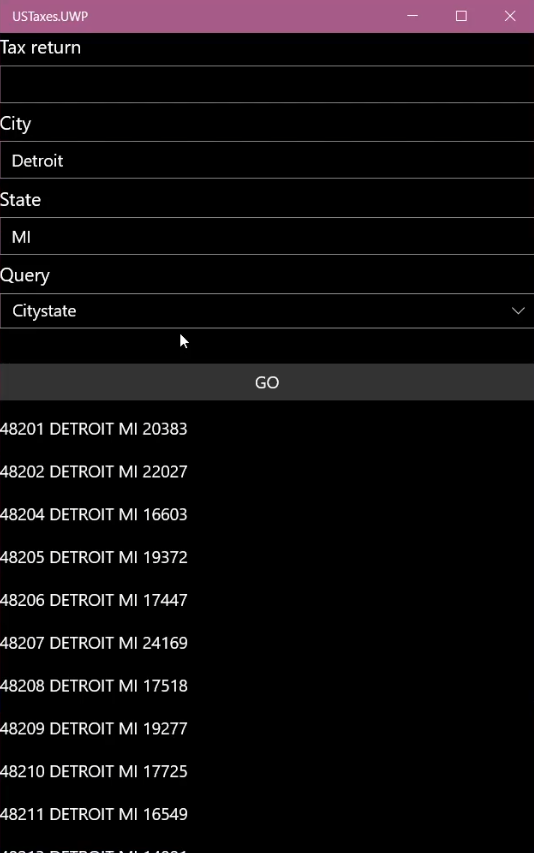 USTaxes.UWP
Tax return
City
Detroit
State
MI
Query
Citystate
GO
48201 DETROIT MI 20383
48202 DETROIT MI 22027
48204 DETROIT MI 16603
48205 DETROIT MI 19372
48206 DETROIT MI 17447
48207 DETROIT MI 24169
48208 DETROIT MI 17518
48209 DETROIT MI 19277
48210 DETROIT MI 17725
48211 DETROIT MI 16549